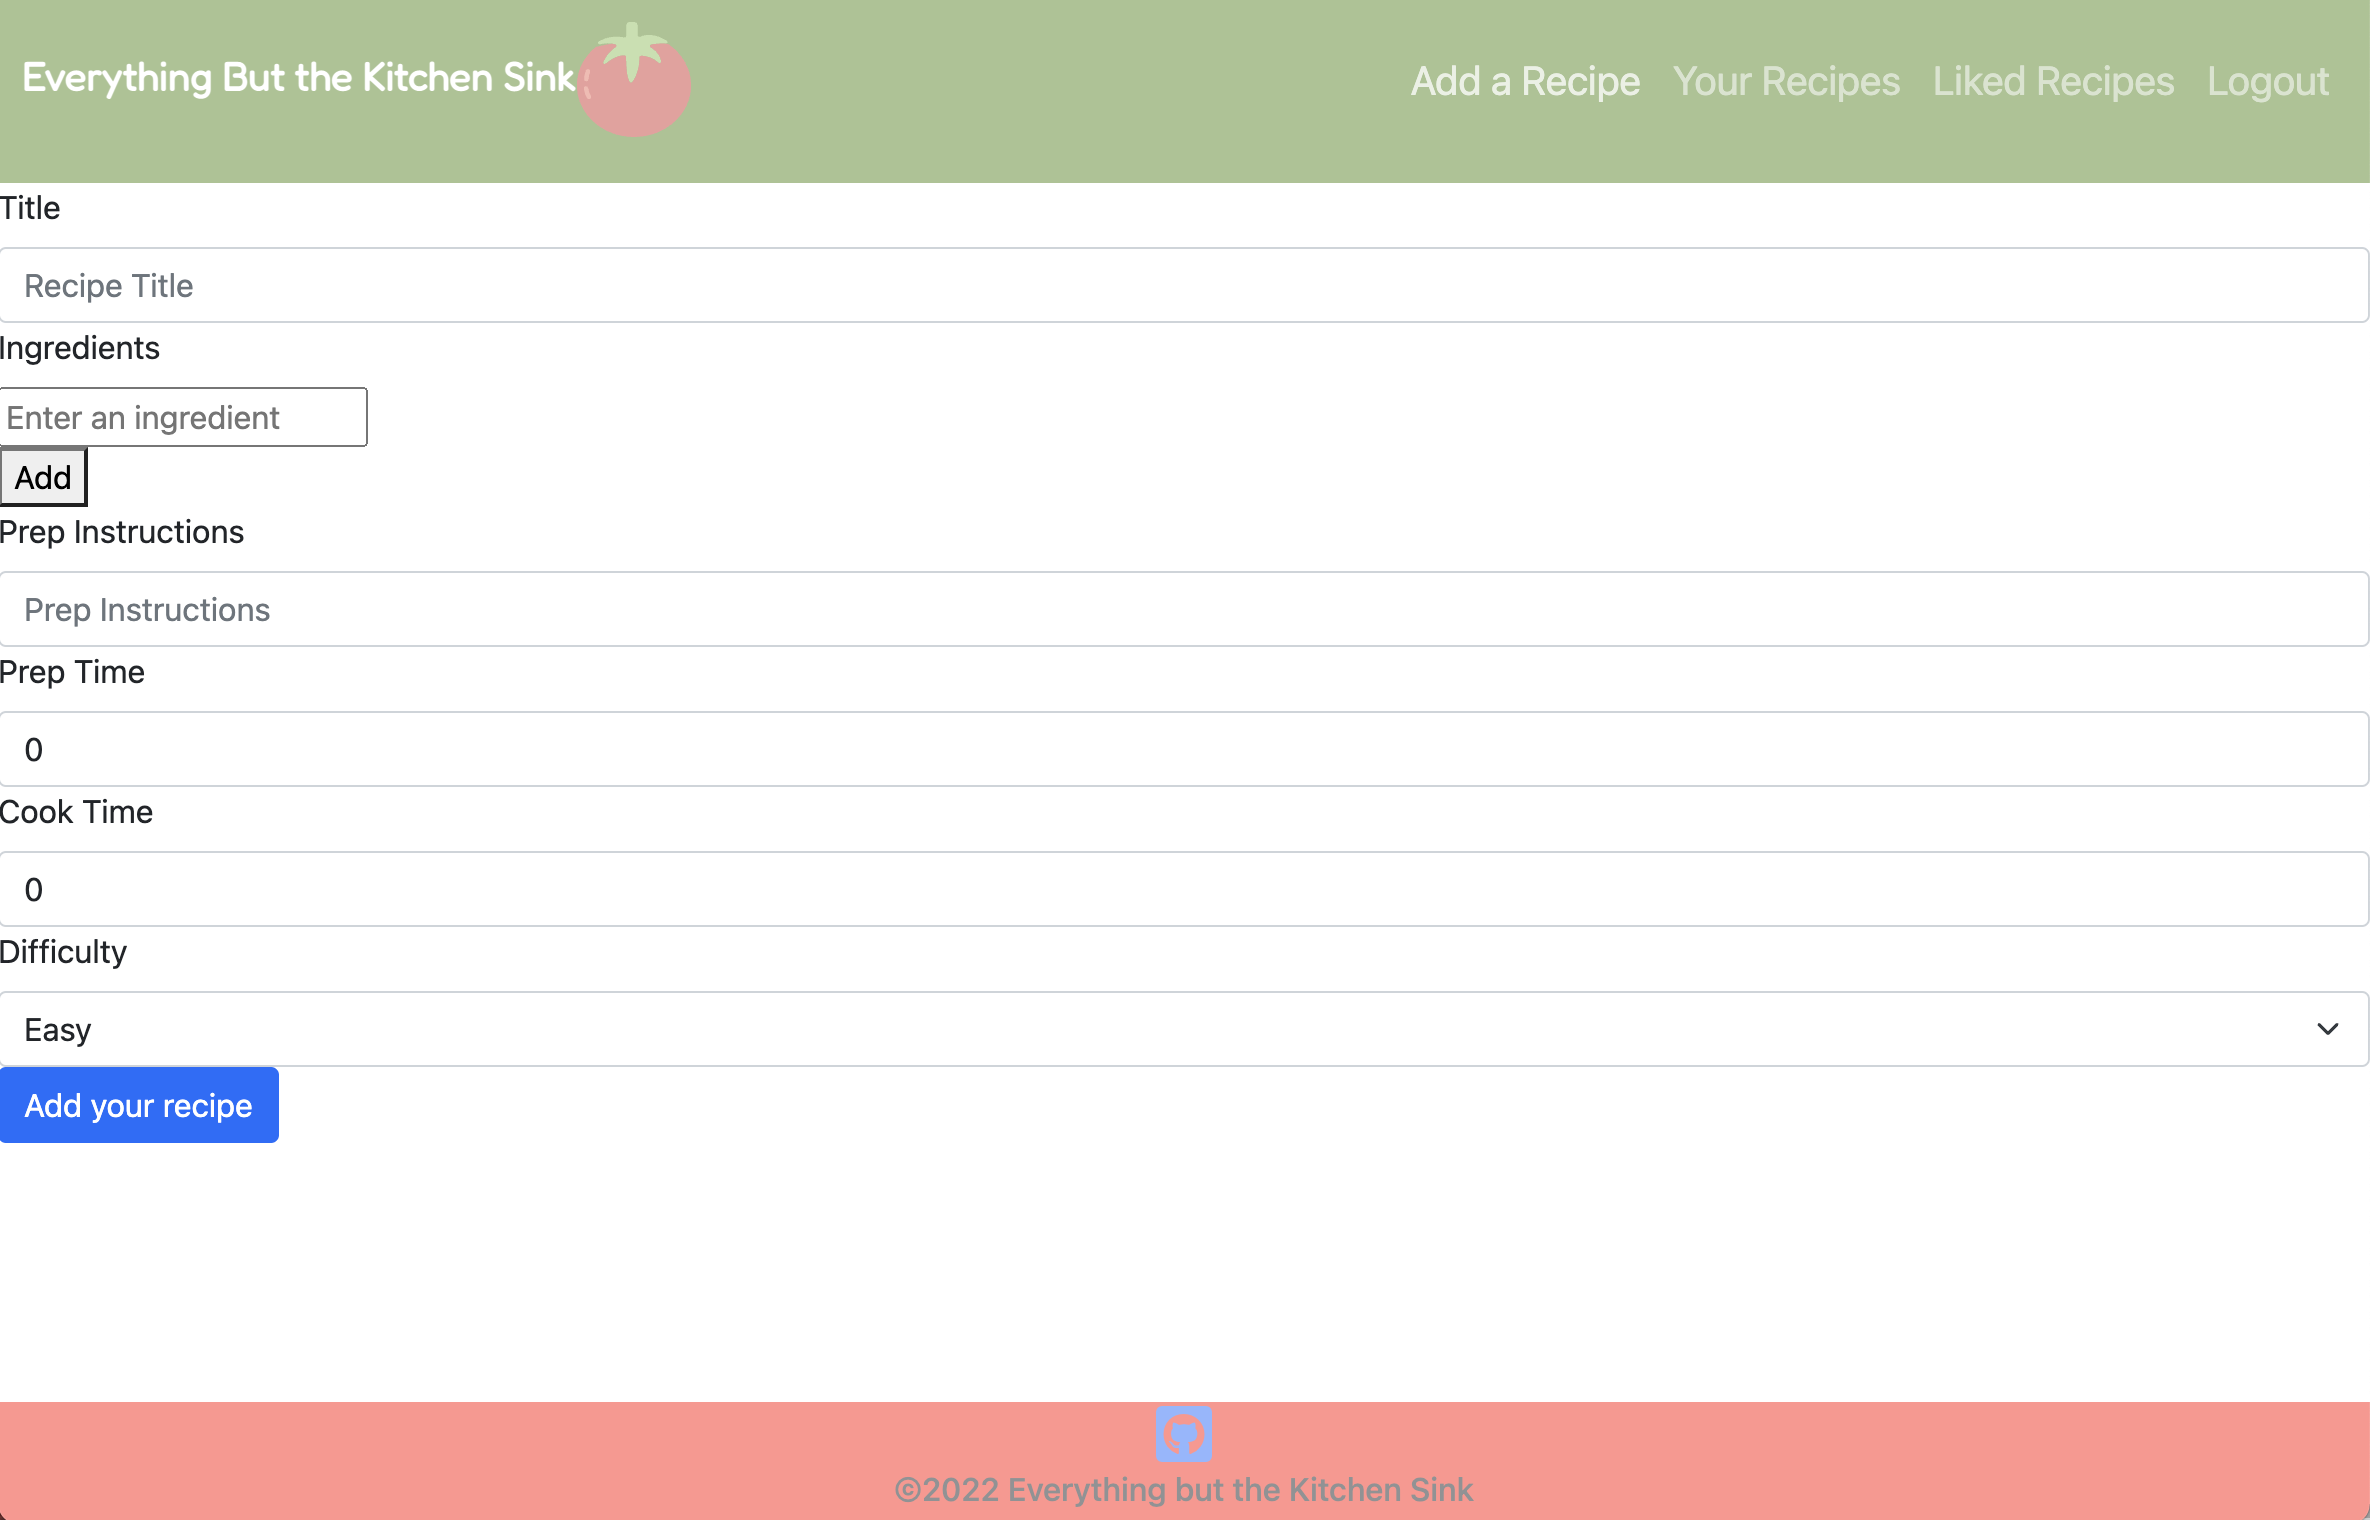 Everything But the Kitchen Sink
Add a Recipe Your Recipes Liked Recipes Logout
Title
Recipe Title
Ingredients
Enter an ingredient
Add
Prep Instructions
Prep Instructions
Prep Time
0
Cook Time
0
Difficulty
Easy
Add your recipe
©2022 Everything but the Kitchen Sink